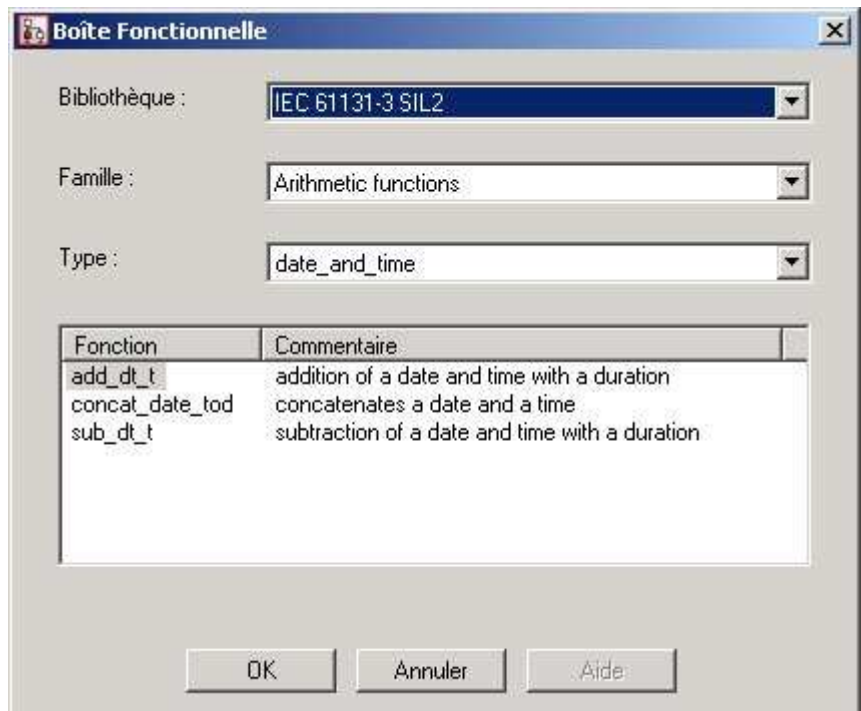 Boîte Fonctionnelle
Bibliothèque : IEC 61131-3 SIL2
Famille : Arithmetic functions
Type : date_and_time
Fonction Commentaire
add_dt_t addition of a date and time with a duration
concat_date_tod concatenates a date and a time
sub_dt_t subtraction of a date and time with a duration
OK Annuler Aide